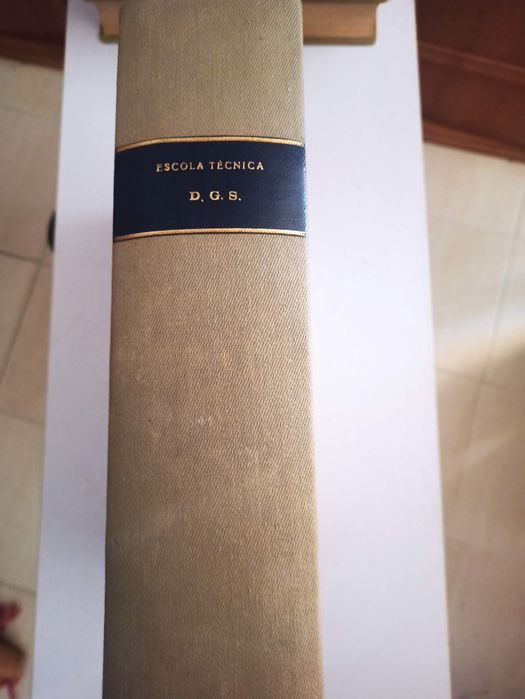 ESCOLA TÉCNICA
D. G. S.